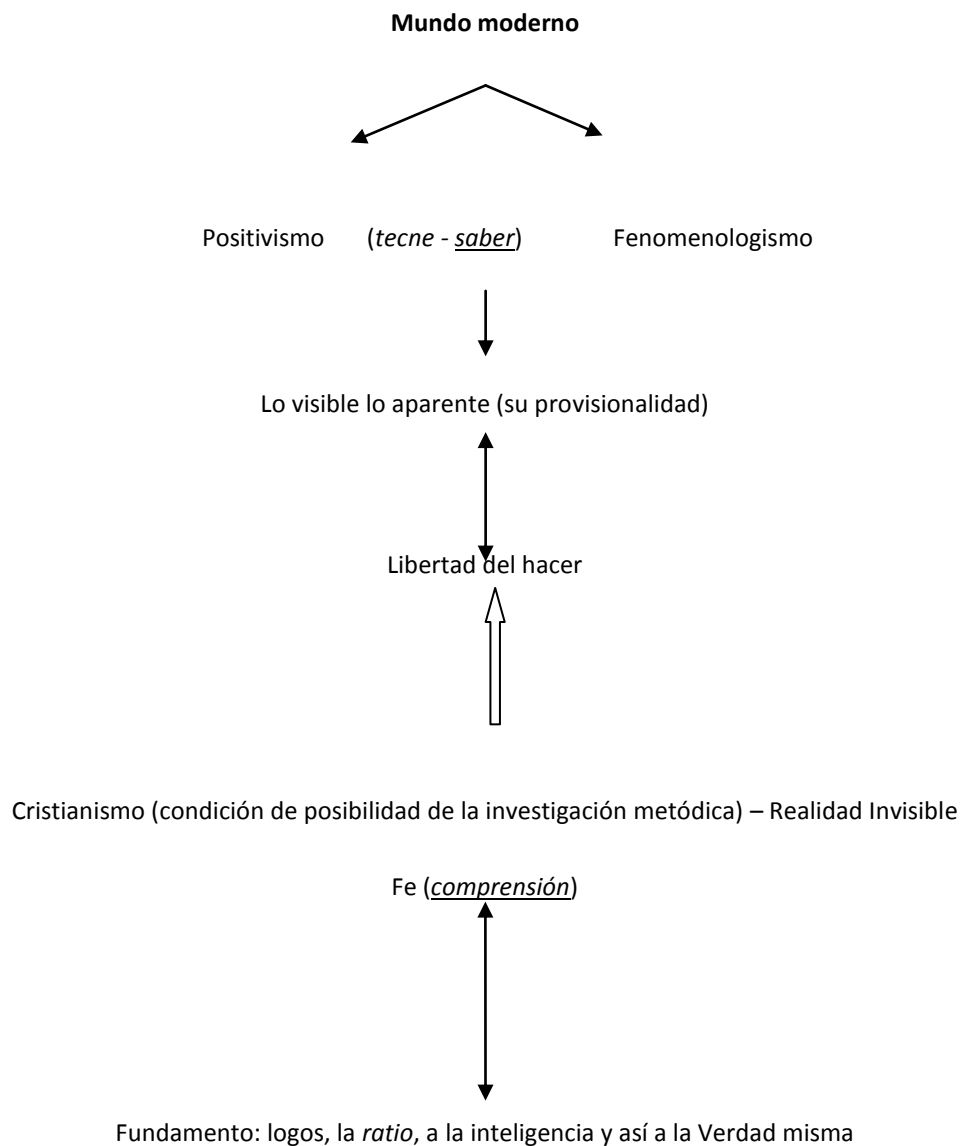 Mundo moderno
Positivismo (tecne - saber) Fenomenologismo
Lo visible lo aparente (su provisionalidad)
Libertad del hacer
Cristianismo (condición de posibilidad de la investigación metódica) – Realidad Invisible
Fe (comprensión)
Fundamento: logos, la ratio, a la inteligencia y así a la Verdad misma